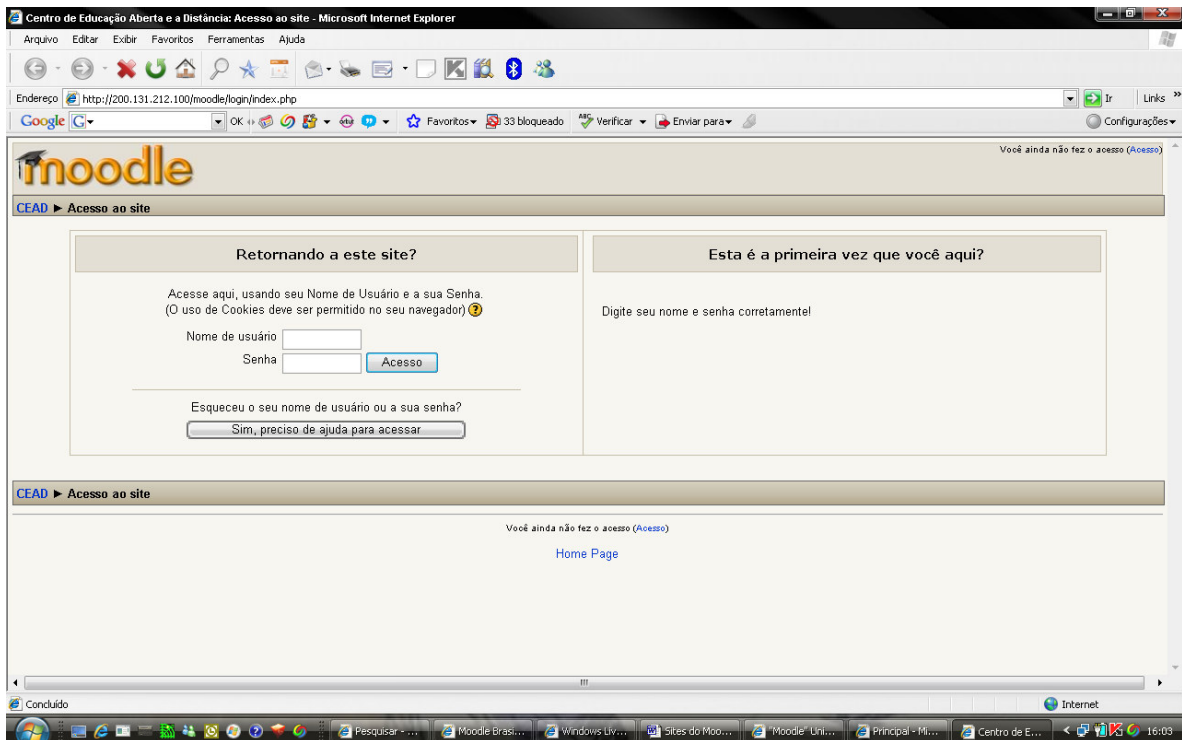 Centro de Educação Aberta e a Distância: Acesso ao site - Microsoft Internet Explorer
Arquivo Editar Exibir Favoritos Ferramentas Ajuda
Endereço http://200.131.212.100/moodle/login/index.php Ir Links »
Google OK Favoritos 33 bloqueado Verificar Enviar para Configurações
moodle
Você ainda não fez o acesso (Acesso)
CEAD ► Acesso ao site
Retornando a este site?
Acesse aqui, usando seu Nome de Usuário e a sua Senha.
(O uso de Cookies deve ser permitido no seu navegador)
Nome de usuário
Senha Acesso
Esqueceu o seu nome de usuário ou a sua senha?
Sim, preciso de ajuda para acessar
Esta é a primeira vez que você aqui?
Digite seu nome e senha corretamente!
CEAD ► Acesso ao site
Você ainda não fez o acesso (Acesso)
Home Page
Concluído Internet
Pesquisar - ... Moodle Brasi... Windows Liv... Sites do Moo... "Moodle" Uni... Principal - Mi... Centro de E... 16:03